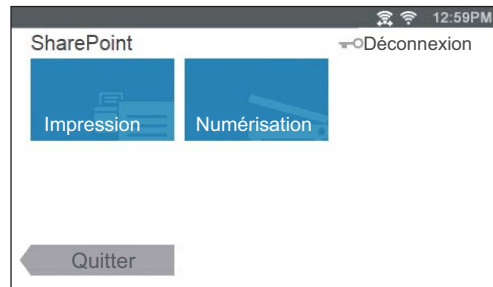 12:59PM
SharePoint
Déconnexion
Impression
Numérisation
Quitter